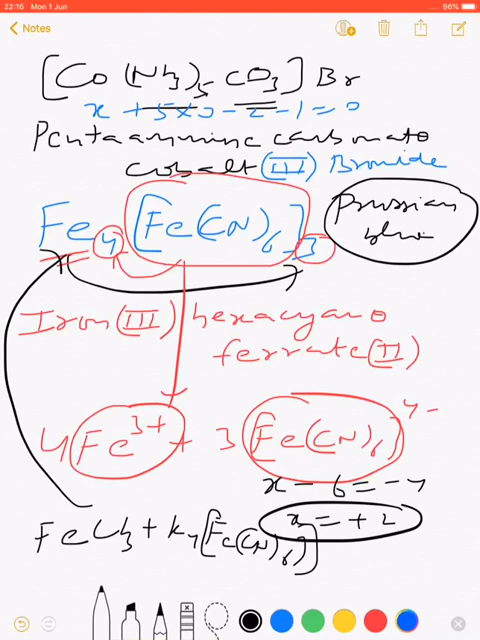 22:16 Mon 1 Jun 96%
Notes
[Co(NH3)5 CO3]Br
x + 5x0 - 2 - 1 = 0
Pentaammine carbonato
cobalt (III) Bromide
Fe4[Fe(CN)6]3
Prussian
blue
Iron (III) hexacyano
ferrate (II)
4Fe3+ + 3[Fe(CN)6]4-
x - 6 = -4
x = +2
FeCl3 + K4[Fe(CN)6]